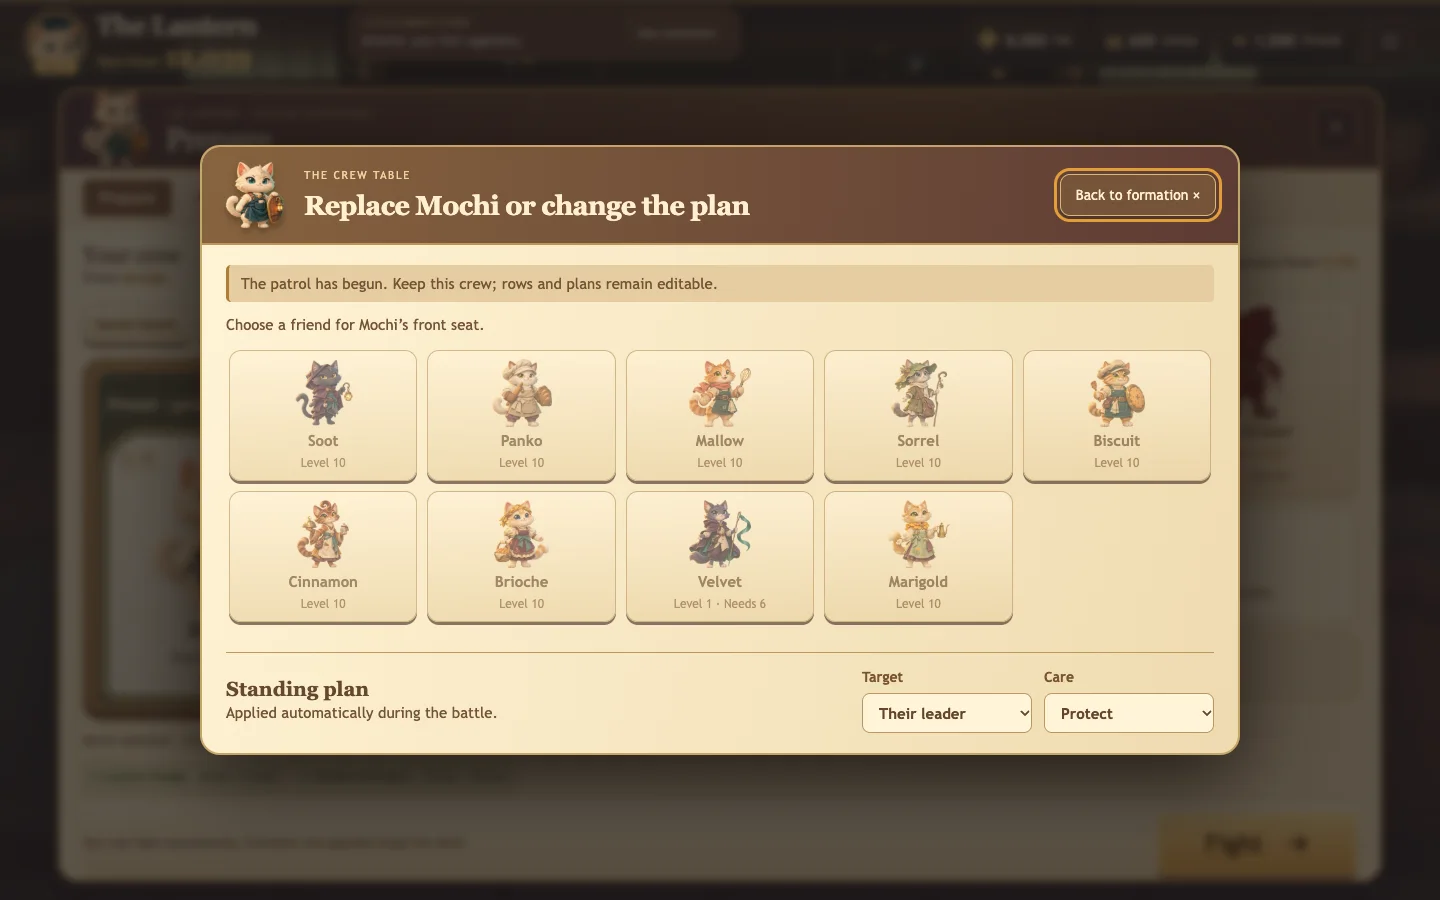 The Lantern
THE CREW TABLE
Replace Mochi or change the plan
Back to formation ×
The patrol has begun. Keep this crew; rows and plans remain editable.
Choose a friend for Mochi’s front seat.
Soot
Level 10
Panko
Level 10
Mallow
Level 10
Sorrel
Level 10
Biscuit
Level 10
Cinnamon
Level 10
Brioche
Level 10
Velvet
Level 1 · Needs 6
Marigold
Level 10
Standing plan
Applied automatically during the battle.
Target
Their leader
Care
Protect
Fight →